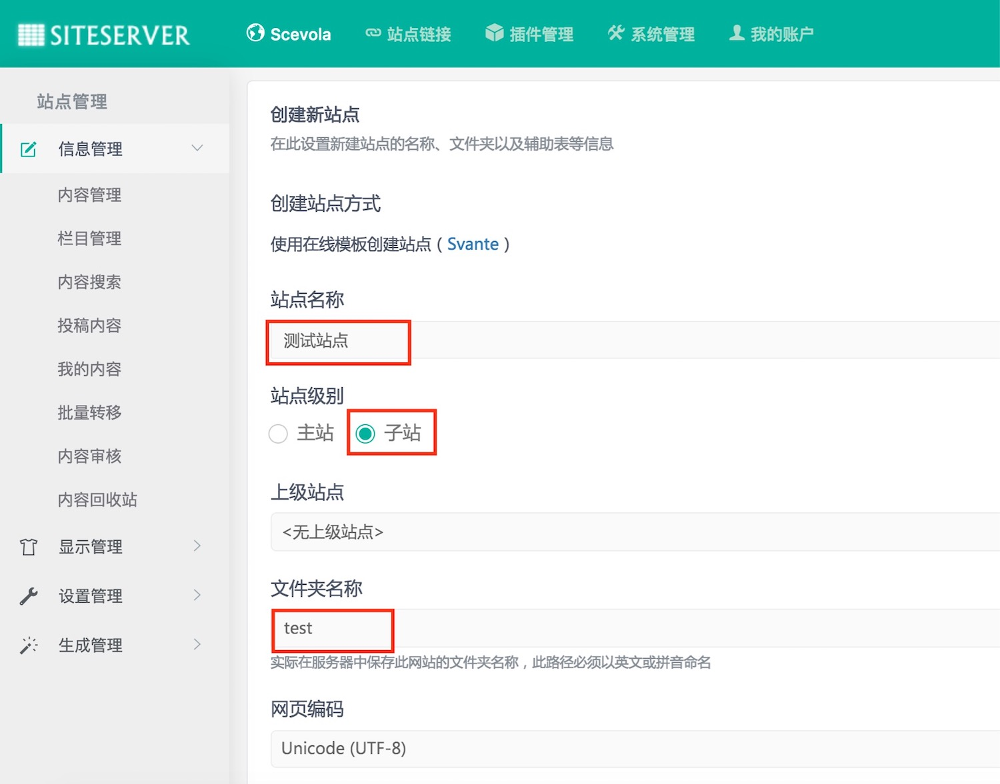 SITESERVER
Scevola
站点链接
插件管理
系统管理
我的账户
站点管理
信息管理
内容管理
栏目管理
内容搜索
投稿内容
我的内容
批量转移
内容审核
内容回收站
显示管理
设置管理
生成管理
创建新站点
在此设置新建站点的名称、文件夹以及辅助表等信息
创建站点方式
使用在线模板创建站点 ( Svante )
站点名称
测试站点
站点级别
主站 子站
上级站点
<无上级站点>
文件夹名称
test
实际在服务器中保存此网站的文件夹名称，此路径必须以英文或拼音命名
网页编码
Unicode (UTF-8)